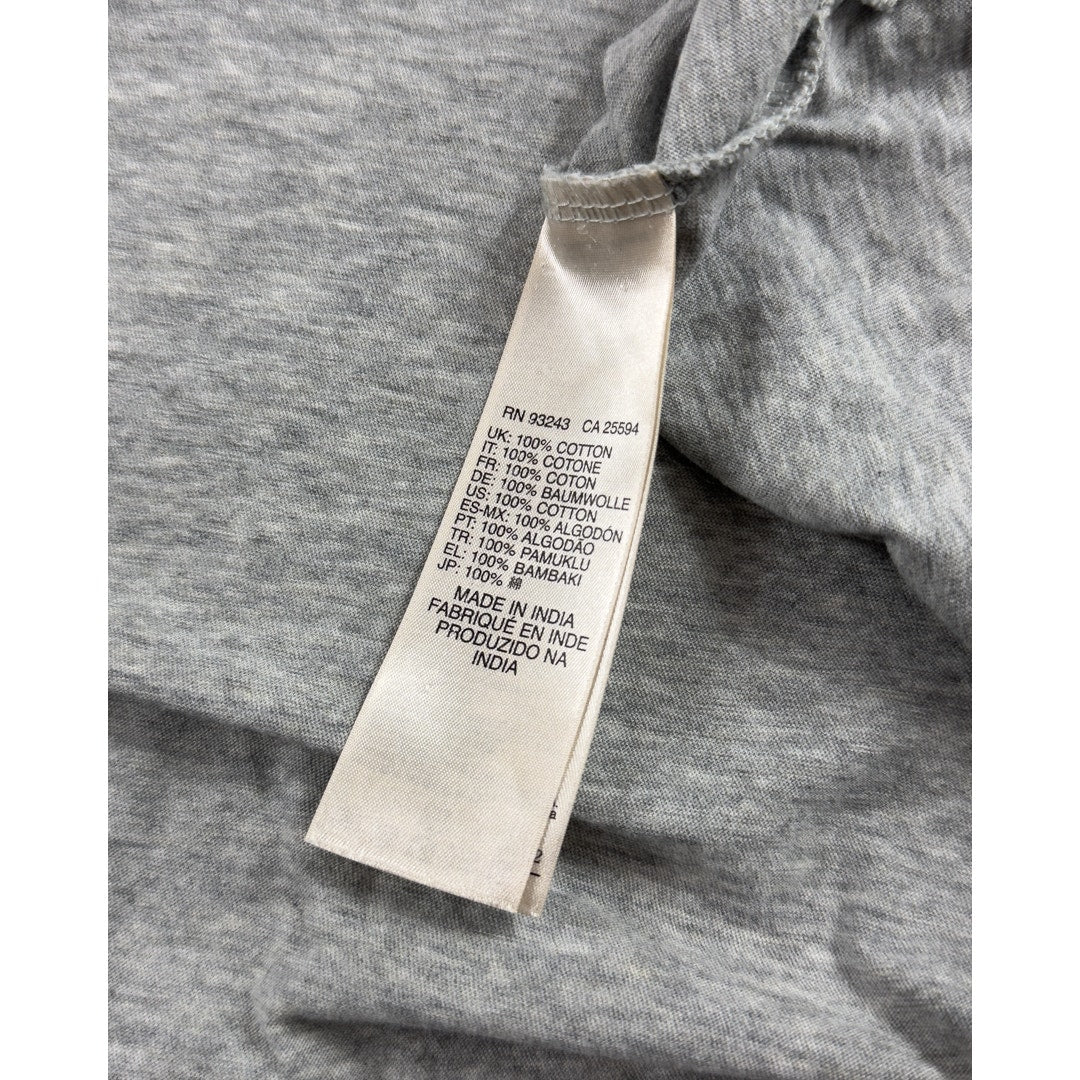 RN 93243 CA 25594
UK: 100% COTTON
IT: 100% COTONE
FR: 100% COTON
DE: 100% BAUMWOLLE
US: 100% COTTON
ES-MX: 100% ALGODÓN
PT: 100% ALGODÃO
TR: 100% PAMUKLU
EL: 100% BAMBAKI
JP: 100% 綿
MADE IN INDIA
FABRIQUÉ EN INDE
PRODUZIDO NA
INDIA
2